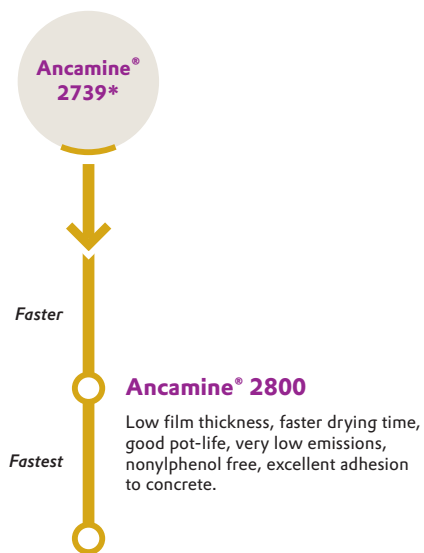 Ancamine®
2739*
Faster
Ancamine® 2800
Low film thickness, faster drying time,
good pot-life, very low emissions,
nonylphenol free, excellent adhesion
to concrete.
Fastest